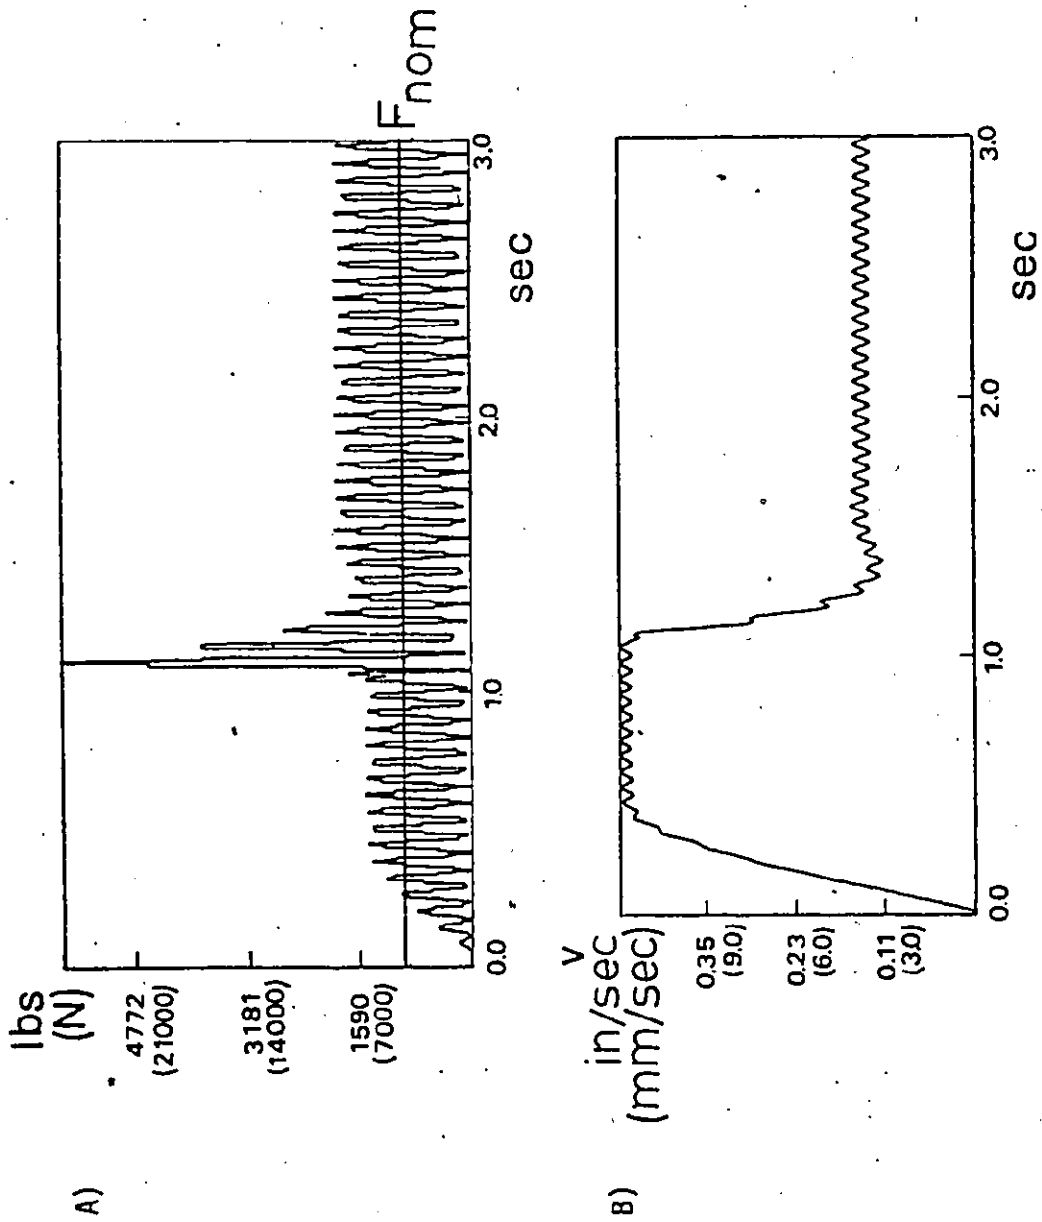 A)
lbs
(N)
4772
(21000)
3181
(14000)
1590
(7000)
F nom
0.0
1.0
2.0
3.0
sec
B)
v
in/sec
(mm/sec)
0.35
(9.0)
0.23
(6.0)
0.11
(3.0)
0.0
1.0
2.0
3.0
sec